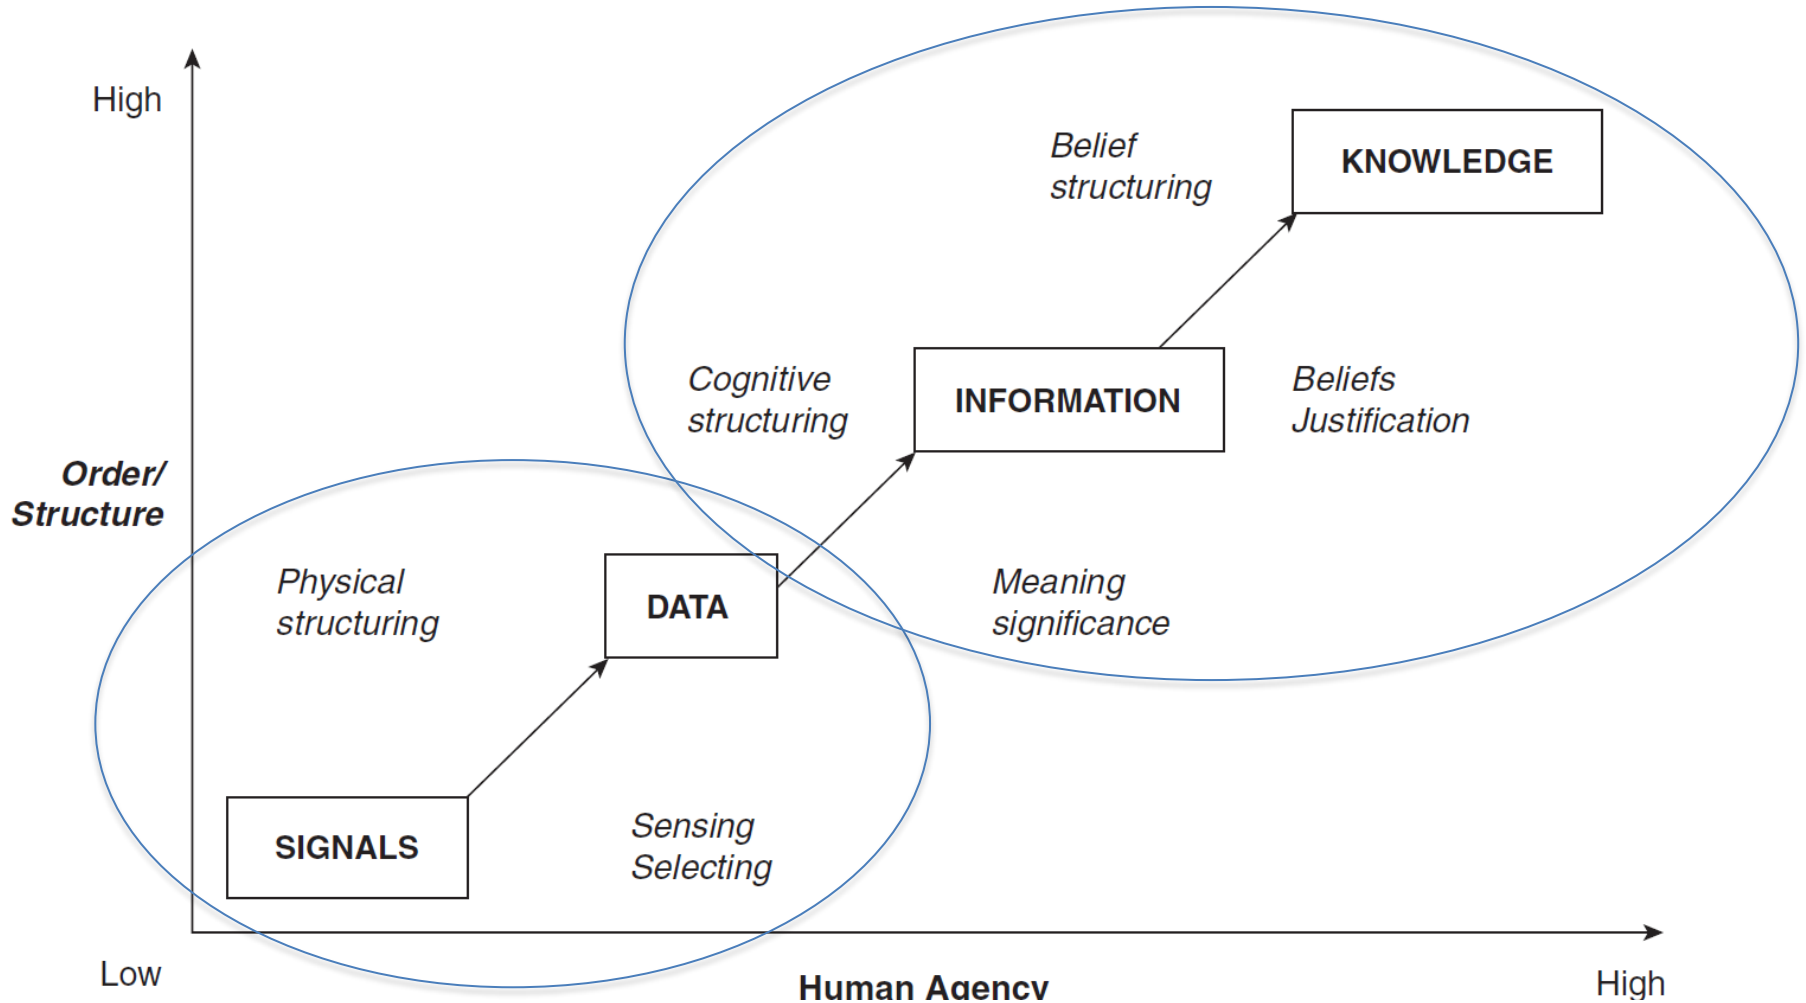 High
Belief
structuring
KNOWLEDGE
Cognitive
structuring
INFORMATION
Beliefs
Justification
Order/
Structure
Physical
structuring
DATA
Meaning
significance
SIGNALS
Sensing
Selecting
Low
Human Agency
High